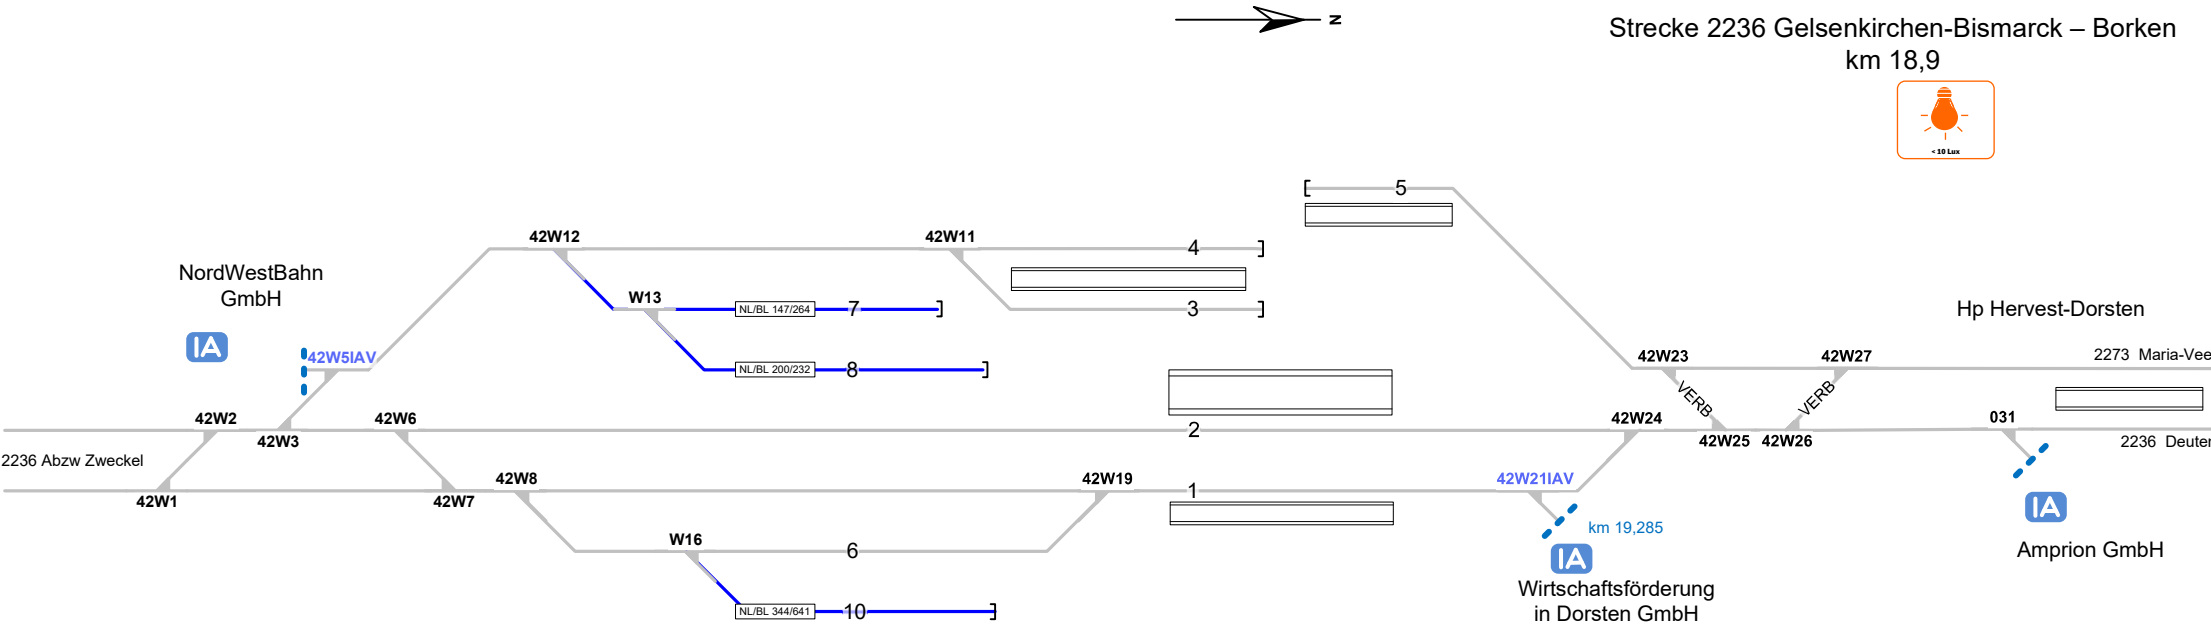 N
Strecke 2236 Gelsenkirchen-Bismarck – Borken
km 18,9
< 10 Lux
5
42W12
42W11
4
NordWestBahn
GmbH
W13
NL/BL 147/264
7
3
Hp Hervest-Dorsten
IA
42W5IAV
NL/BL 200/232
8
42W23
42W27
2273 Maria-Vee
VERB
VERB
42W2
42W3
42W6
2
42W24
42W25
42W26
031
2236 Deuten
2236 Abzw Zweckel
42W1
42W7
42W8
42W19
1
42W21IAV
km 19,285
IA
Amprion GmbH
W16
6
IA
Wirtschaftsförderung
in Dorsten GmbH
NL/BL 344/641
10